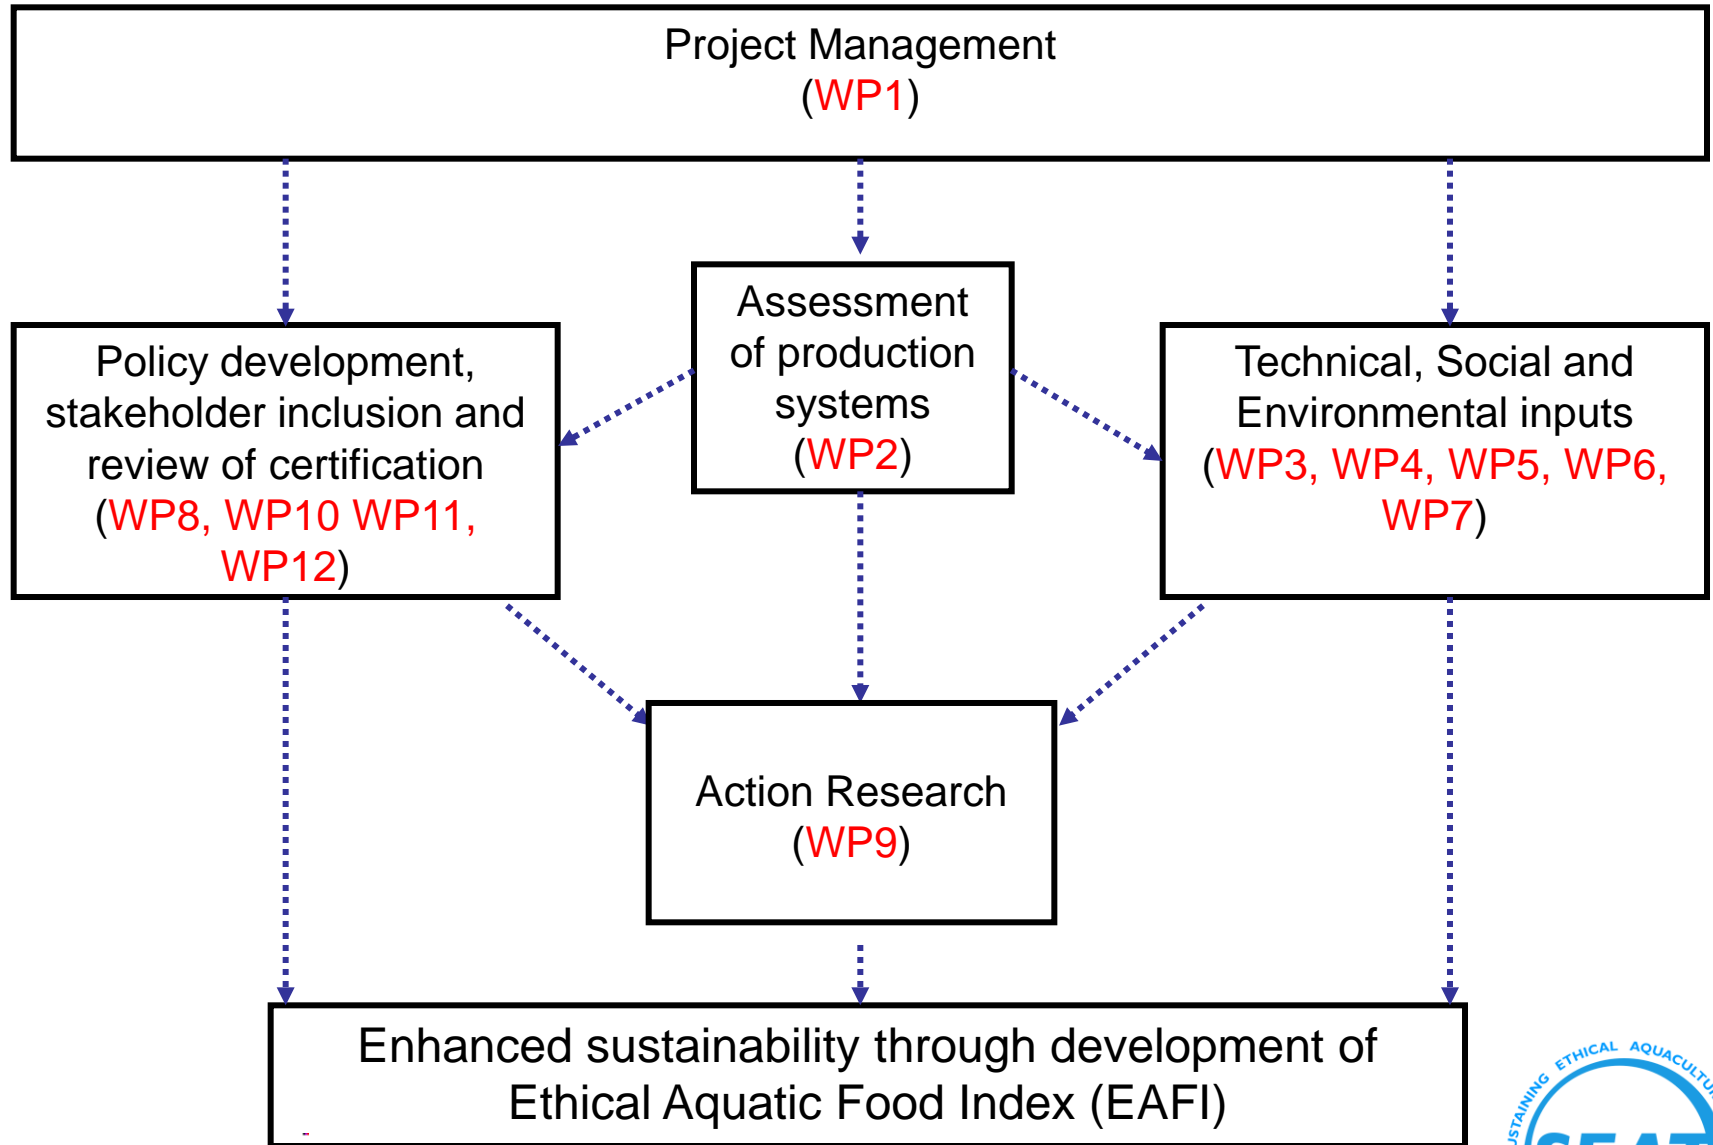 Project Management
(WP1)
Assessment
of production
systems
(WP2)
Policy development,
stakeholder inclusion and
review of certification
(WP8, WP10 WP11,
WP12)
Technical, Social and
Environmental inputs
(WP3, WP4, WP5, WP6,
WP7)
Action Research
(WP9)
Enhanced sustainability through development of
Ethical Aquatic Food Index (EAFI)
ETHICAL